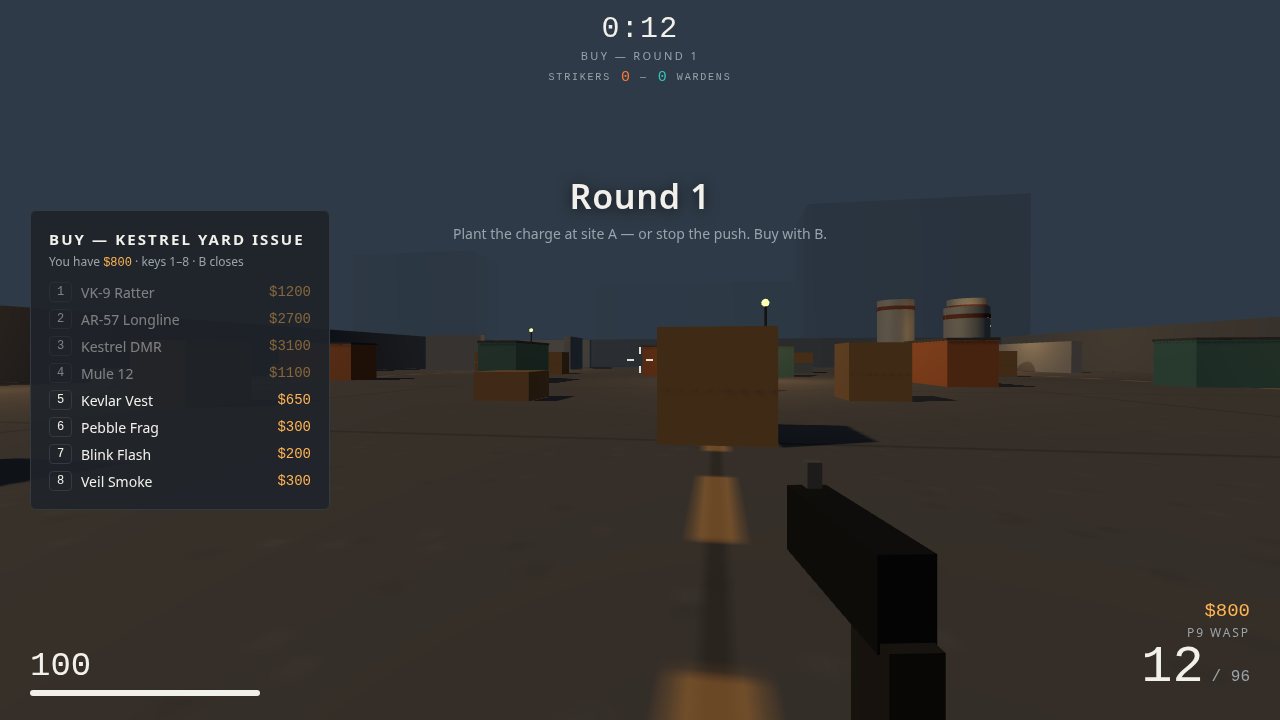 0:12
BUY — ROUND 1
STRIKERS 0 – 0 WARDENS
Round 1
Plant the charge at site A — or stop the push. Buy with B.
BUY — KESTREL YARD ISSUE
You have $800 · keys 1–8 · B closes
1 VK-9 Ratter $1200
2 AR-57 Longline $2700
3 Kestrel DMR $3100
4 Mule 12 $1100
5 Kevlar Vest $650
6 Pebble Frag $300
7 Blink Flash $200
8 Veil Smoke $300
100
$800
P9 WASP
12 / 96